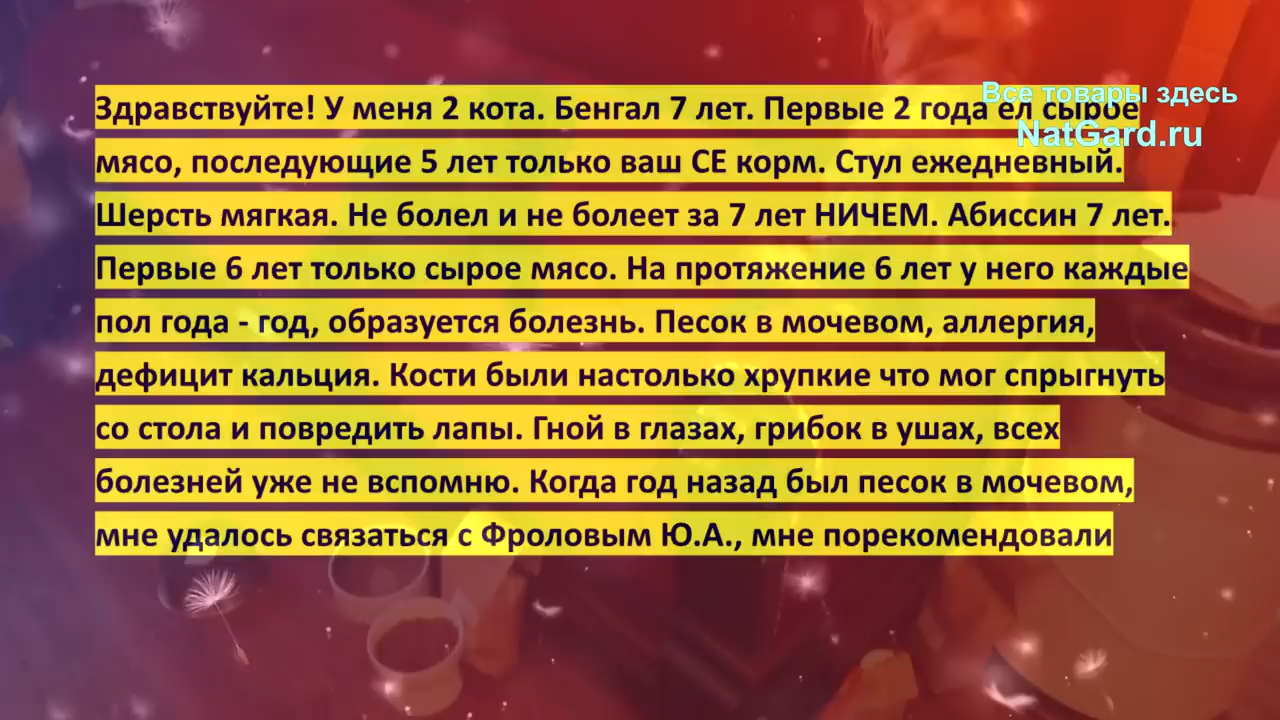 Здравствуйте! У меня 2 кота. Бенгал 7 лет. Первые 2 года ел сырое
мясо, последующие 5 лет только ваш СЕ корм. Стул ежедневный.
Шерсть мягкая. Не болел и не болеет за 7 лет НИЧЕМ. Абиссин 7 лет.
Первые 6 лет только сырое мясо. На протяжение 6 лет у него каждые
пол года - год, образуется болезнь. Песок в мочевом, аллергия,
дефицит кальция. Кости были настолько хрупкие что мог спрыгнуть
со стола и повредить лапы. Гной в глазах, грибок в ушах, всех
болезней уже не вспомню. Когда год назад был песок в мочевом,
мне удалось связаться с Фроловым Ю.А., мне порекомендовали
Все товары здесь
NatGard.ru